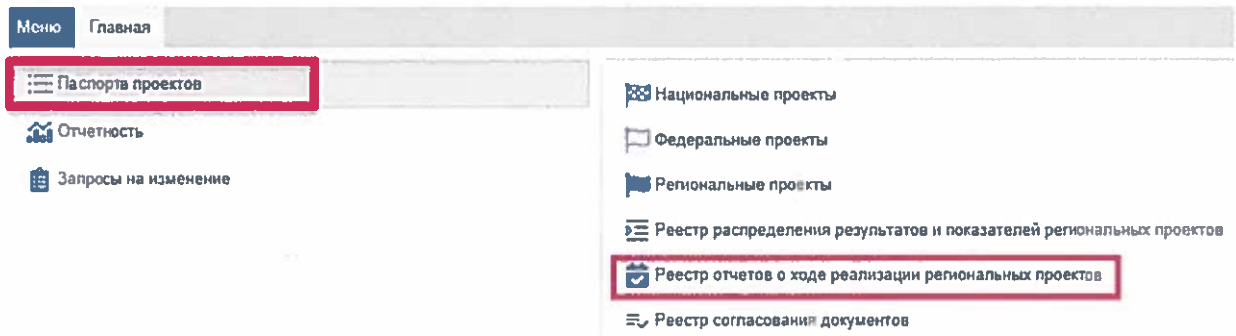 Меню Главная
Паспорта проектов
Отчетность
Запросы на изменение
Национальные проекты
Федеральные проекты
Региональные проекты
Реестр распределения результатов и показателей региональных проектов
Реестр отчетов о ходе реализации региональных проектов
Реестр согласования документов